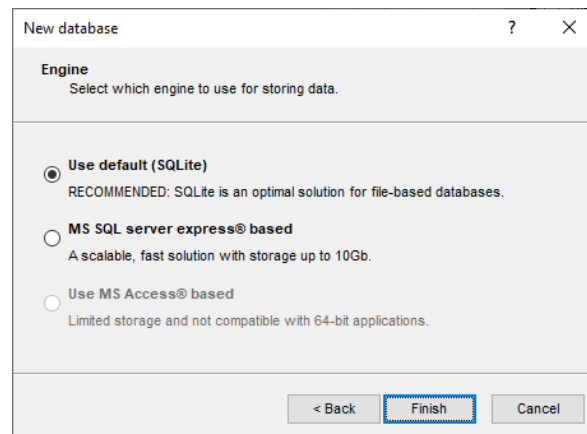 New database
?
Engine
Select which engine to use for storing data.
Use default (SQLite)
RECOMMENDED: SQLite is an optimal solution for file-based databases.
MS SQL server express® based
A scalable, fast solution with storage up to 10Gb.
Use MS Access® based
Limited storage and not compatible with 64-bit applications.
< Back Finish Cancel